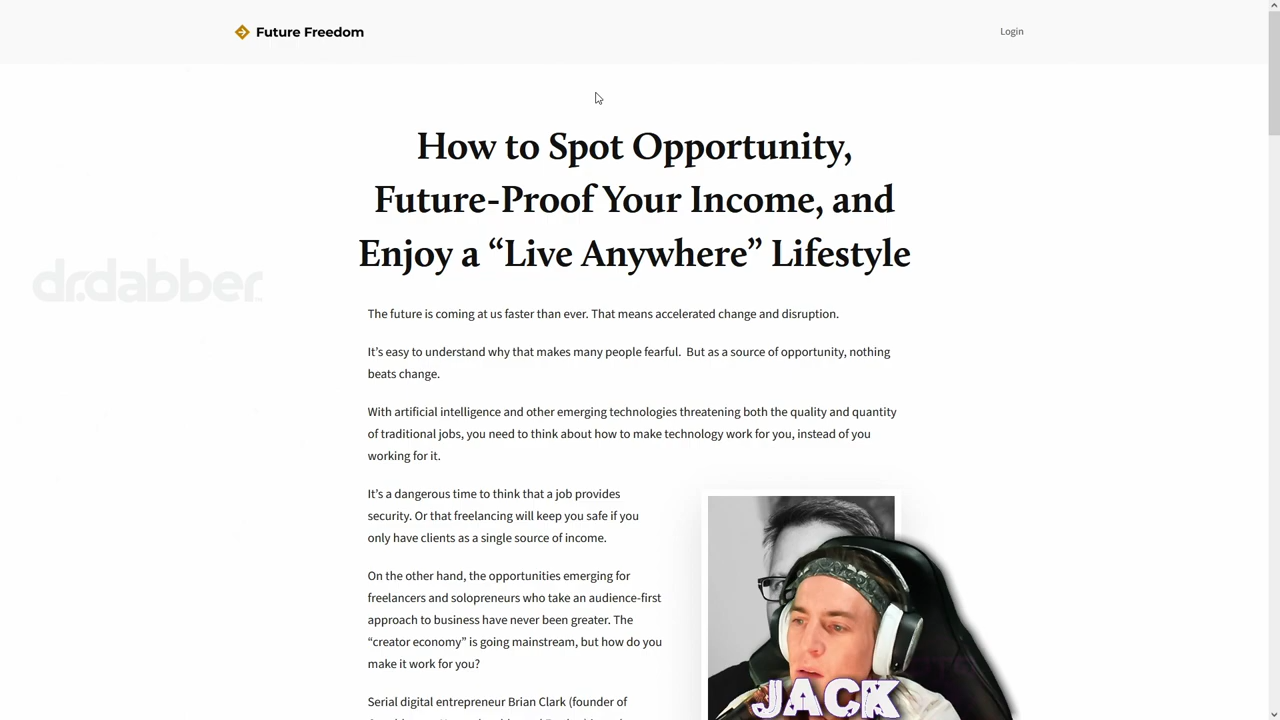 Future Freedom
Login
How to Spot Opportunity,
Future-Proof Your Income, and
Enjoy a “Live Anywhere” Lifestyle
dr.dabber
The future is coming at us faster than ever. That means accelerated change and disruption.
It’s easy to understand why that makes many people fearful.  But as a source of opportunity, nothing
beats change.
With artificial intelligence and other emerging technologies threatening both the quality and quantity
of traditional jobs, you need to think about how to make technology work for you, instead of you
working for it.
It’s a dangerous time to think that a job provides
security. Or that freelancing will keep you safe if you
only have clients as a single source of income.
On the other hand, the opportunities emerging for
freelancers and solopreneurs who take an audience-first
approach to business have never been greater. The
“creator economy” is going mainstream, but how do you
make it work for you?
Serial digital entrepreneur Brian Clark (founder of
JACK